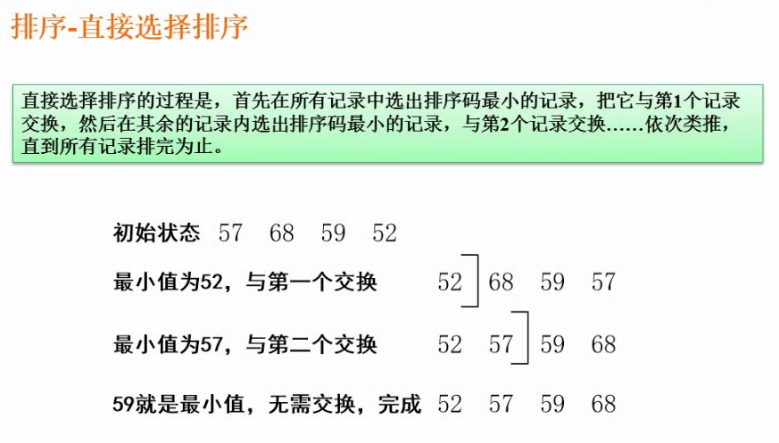 排序-直接选择排序
直接选择排序的过程是，首先在所有记录中选出排序码最小的记录，把它与第1个记录
交换，然后在其余的记录内选出排序码最小的记录，与第2个记录交换……依次类推，
直到所有记录排完为止。
初始状态 57 68 59 52
最小值为52，与第一个交换 52 68 59 57
最小值为57，与第二个交换 52 57 59 68
59就是最小值，无需交换，完成 52 57 59 68